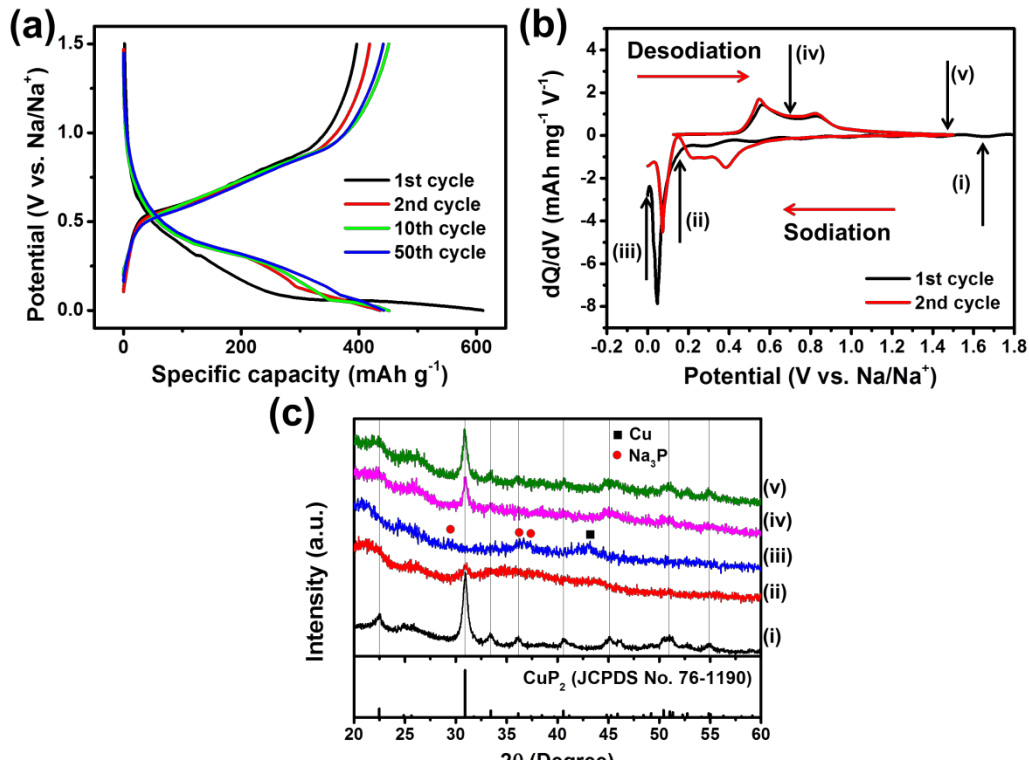 (a)
1.5
1.0
0.5
0.0
Potential (V vs. Na/Na⁺)
1st cycle
2nd cycle
10th cycle
50th cycle
0 200 400 600
Specific capacity (mAh g⁻¹)
(b)
4
2
0
-2
-4
-6
-8
dQ/dV (mAh mg⁻¹ V⁻¹)
Desodiation
(iv)
(v)
(i)
(ii)
(iii)
Sodiation
1st cycle
2nd cycle
-0.2 0.0 0.2 0.4 0.6 0.8 1.0 1.2 1.4 1.6 1.8
Potential (V vs. Na/Na⁺)
(c)
Intensity (a.u.)
Cu
Na₃P
(v)
(iv)
(iii)
(ii)
(i)
CuP₂ (JCPDS No. 76-1190)
20 25 30 35 40 45 50 55 60
2θ (Degree)